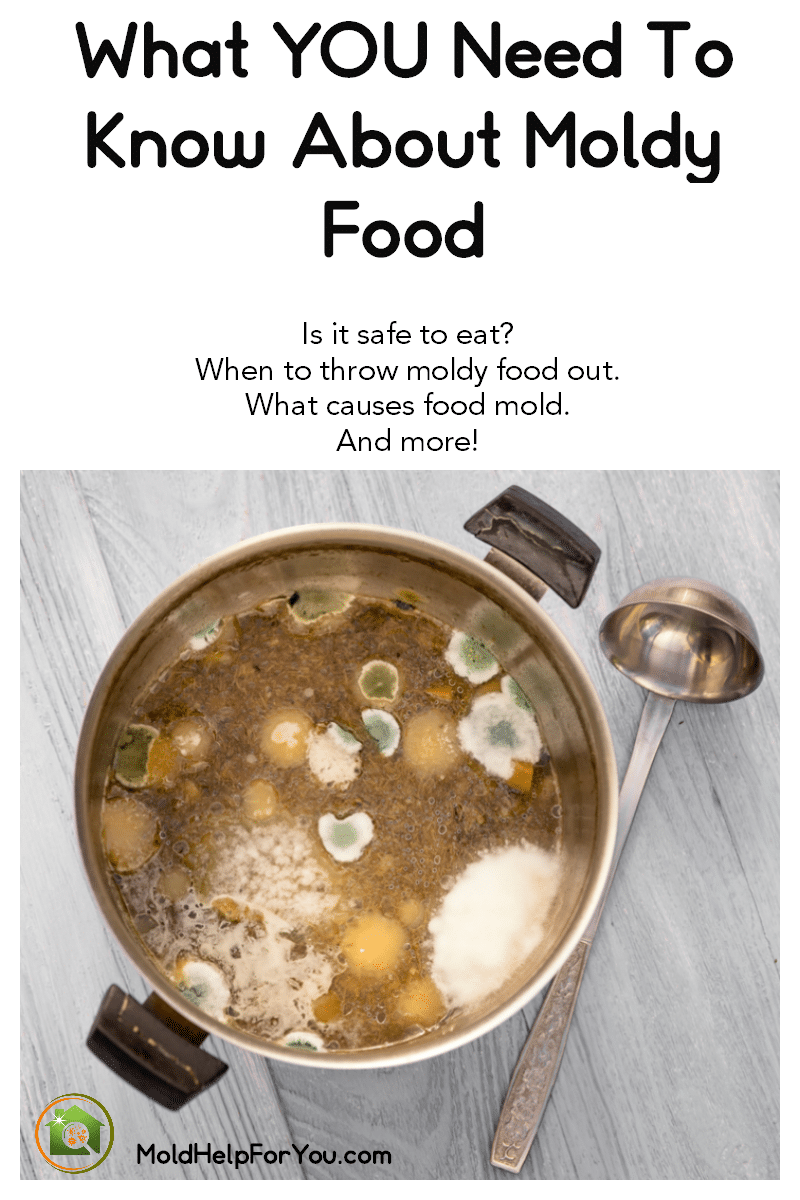 What YOU Need To
Know About Moldy
Food
Is it safe to eat?
When to throw moldy food out.
What causes food mold.
And more!
MoldHelpForYou.com